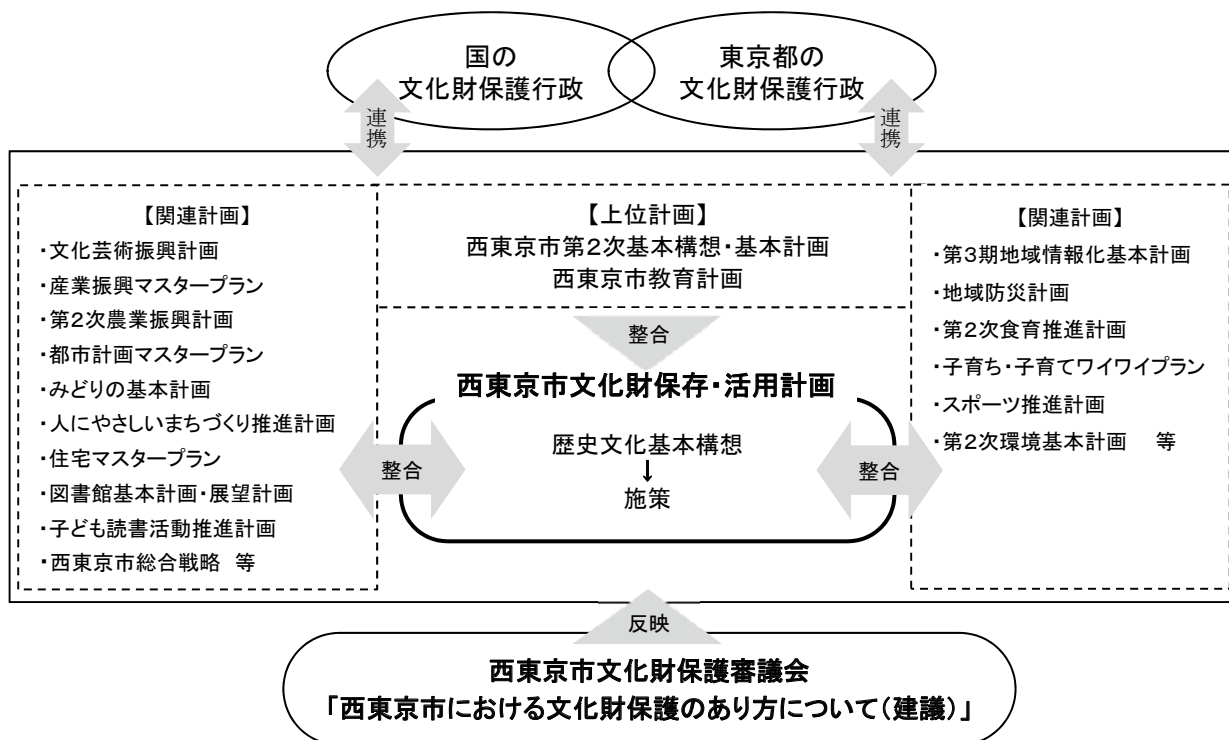 国の
文化財保護行政
東京都の
文化財保護行政
連携
連携
【関連計画】
・文化芸術振興計画
・産業振興マスタープラン
・第2次農業振興計画
・都市計画マスタープラン
・みどりの基本計画
・人にやさしいまちづくり推進計画
・住宅マスタープラン
・図書館基本計画・展望計画
・子ども読書活動推進計画
・西東京市総合戦略 等
【上位計画】
西東京市第2次基本構想・基本計画
西東京市教育計画
整合
西東京市文化財保存・活用計画
歴史文化基本構想
↓
施策
整合
整合
【関連計画】
・第3期地域情報化基本計画
・地域防災計画
・第2次食育推進計画
・子育ち・子育てワイワイプラン
・スポーツ推進計画
・第2次環境基本計画 等
反映
西東京市文化財保護審議会
「西東京市における文化財保護のあり方について(建議)」